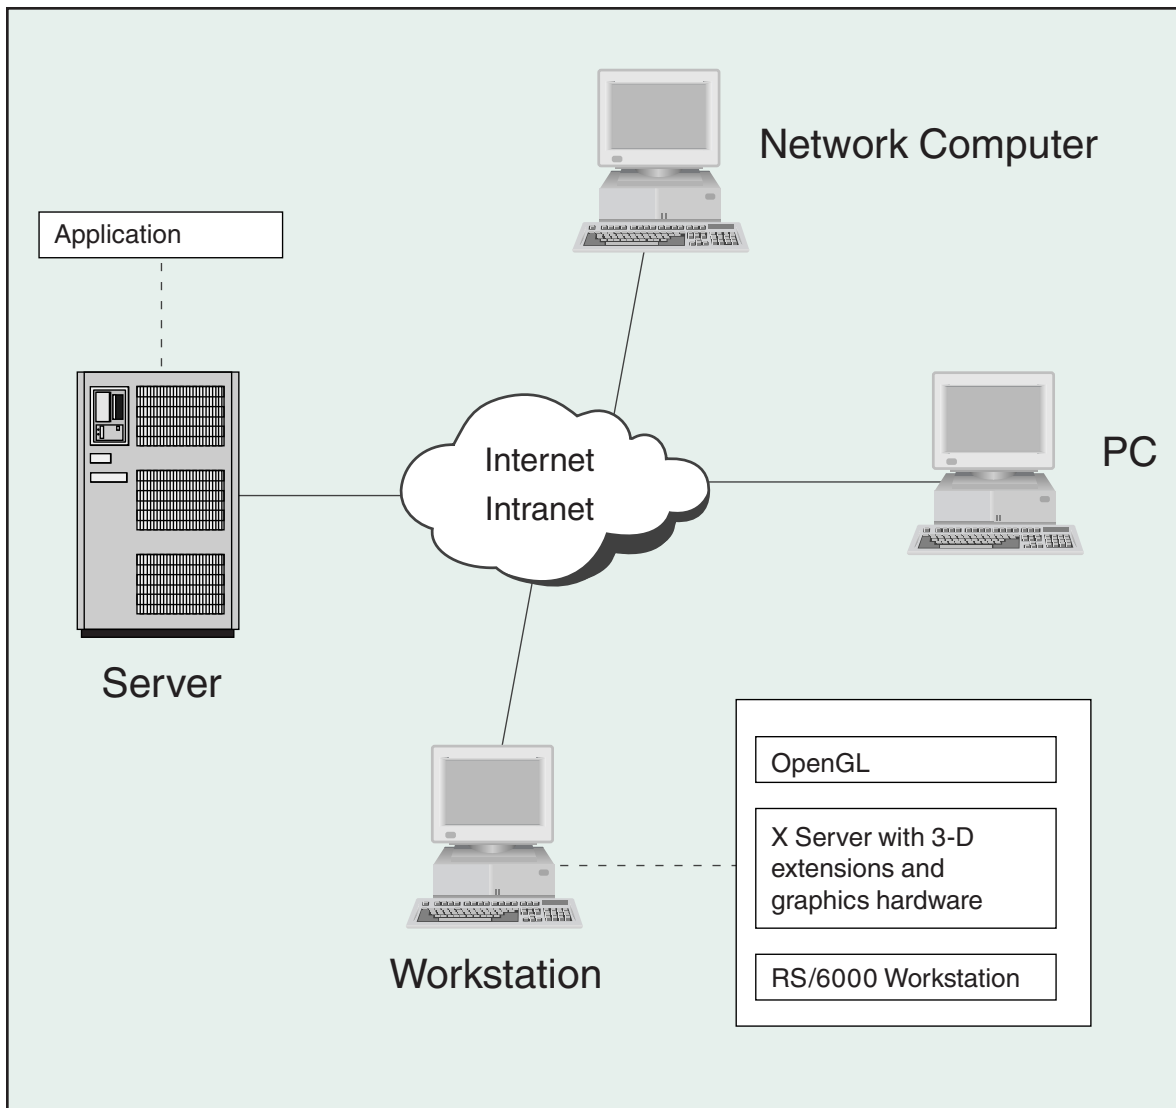 Network Computer
Application
PC
Internet
Intranet
Server
OpenGL
X Server with 3-D
extensions and
graphics hardware
Workstation
RS/6000 Workstation